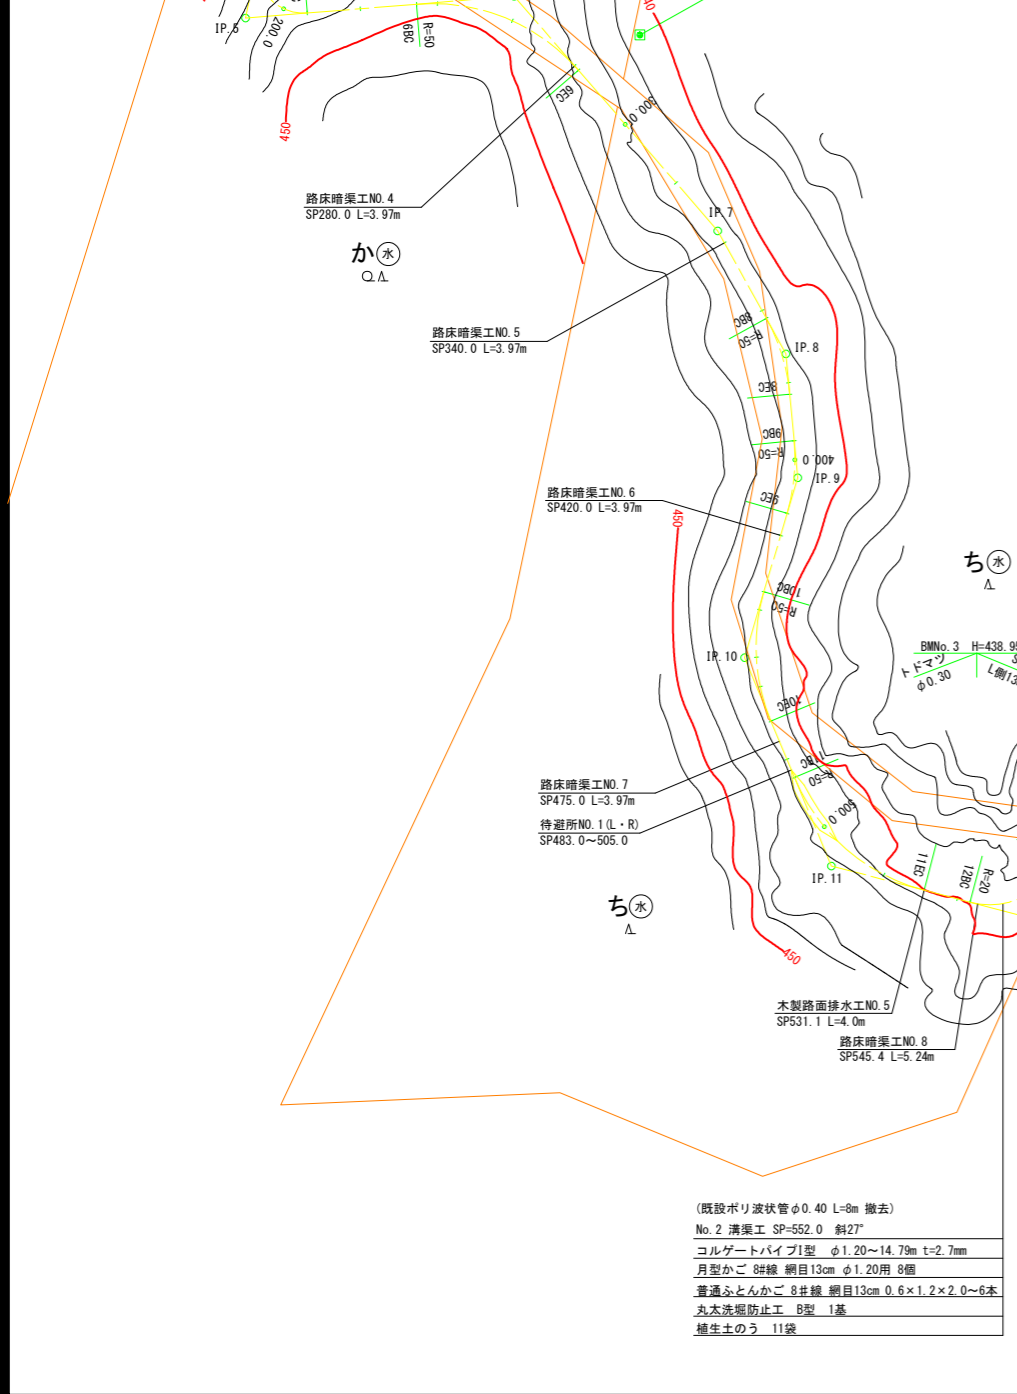 IP.5
200.0
R=50
6BC
40
450
6EC
300.0
路床暗渠工NO.4
SP280.0 L=3.97m
か水
IP.7
路床暗渠工NO.5
SP340.0 L=3.97m
8BC
R=50
IP.8
8EC
9BC
R=50
400.0
IP.9
路床暗渠工NO.6
SP420.0 L=3.97m
9EC
450
ち水
10BC
R=50
BMNo.3 H=438.95
トドマツ
φ0.30
L側13
IP.10
10EC
路床暗渠工NO.7
SP475.0 L=3.97m
11BC
R=50
待避所NO.1(L・R)
SP483.0～505.0
500.0
IP.11
11EC
12BC
R=20
ち水
450
木製路面排水工NO.5
SP531.1 L=4.0m
路床暗渠工NO.8
SP545.4 L=5.24m
(既設ポリ波状管φ0.40 L=8m 撤去)
No.2 溝渠工 SP=552.0 斜27°
コルゲートパイプI型 φ1.20～14.79m t=2.7mm
月型かご 8#線 網目13cm φ1.20用 8個
普通ふとんかご 8＃線 網目13cm 0.6×1.2×2.0～6本
丸太洗堀防止工 B型 1基
植生土のう 11袋